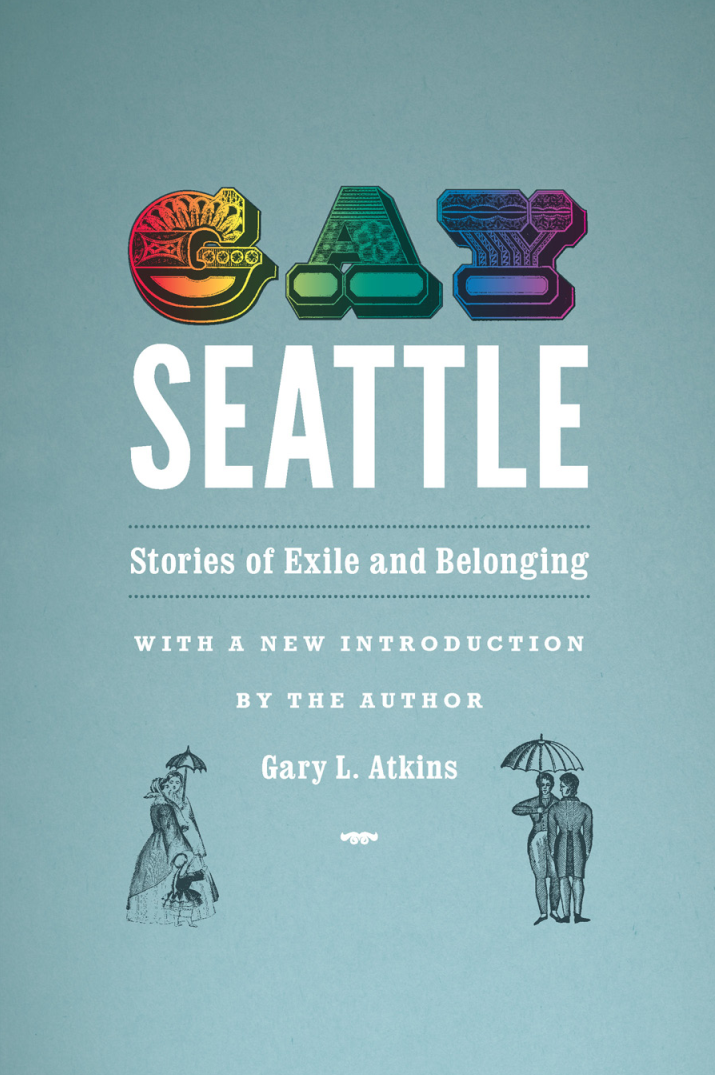 GAY
SEATTLE
Stories of Exile and Belonging
WITH A NEW INTRODUCTION
BY THE AUTHOR
Gary L. Atkins